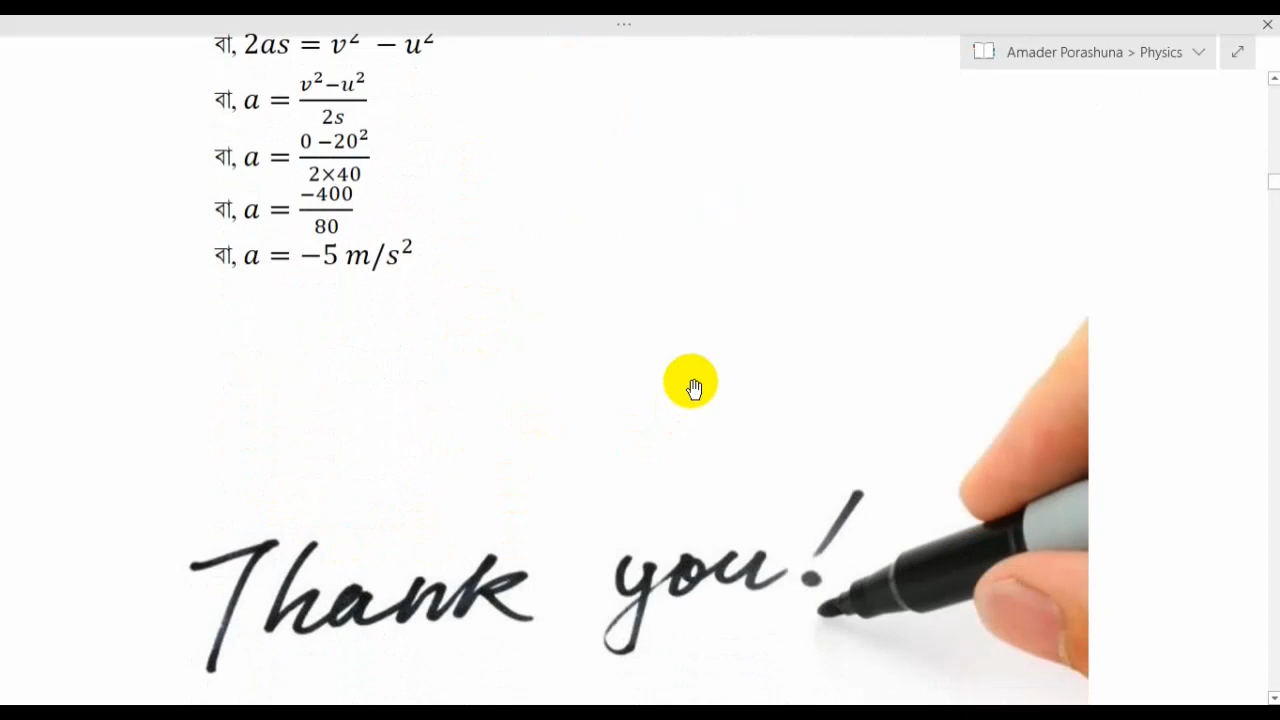 ···
Amader Porashuna > Physics
বা, 2as = v² − u²
বা, a = (v²−u²)/(2s)
বা, a = (0 −20²)/(2×40)
বা, a = (−400)/80
বা, a = −5 m/s²
Thank you!